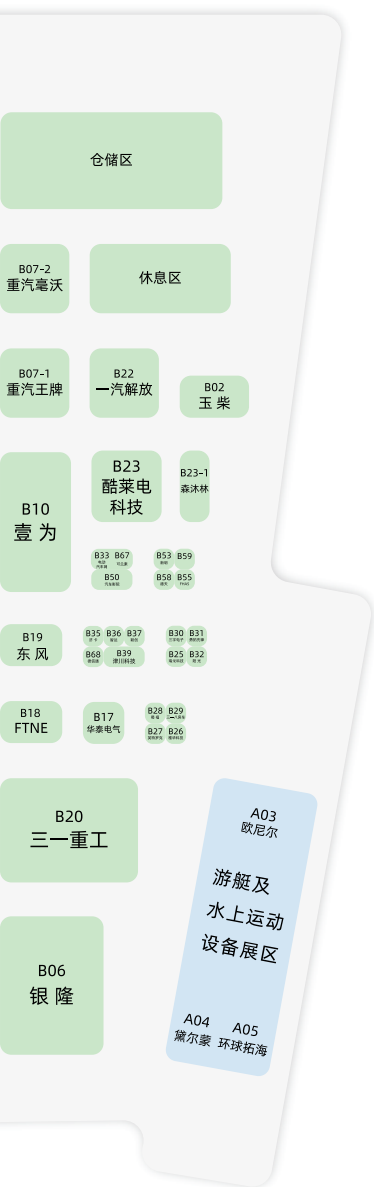 仓储区
B07-2
重汽毫沃
休息区
B07-1
重汽王牌
B22
一汽解放
B02
玉柴
B23
酷莱电
科技
B23-1
森沐林
B10
壹为
B33
B67
B50
B53
B59
B58
B55
B19
东风
B35
B36
B37
B68
B39
津川科技
B30
B31
B25
B32
B18
FTNE
B17
华泰电气
B28
B29
B27
B26
B20
三一重工
A03
欧尼尔
游艇及
水上运动
设备展区
B06
银隆
A04
黛尔蒙
A05
环球拓海